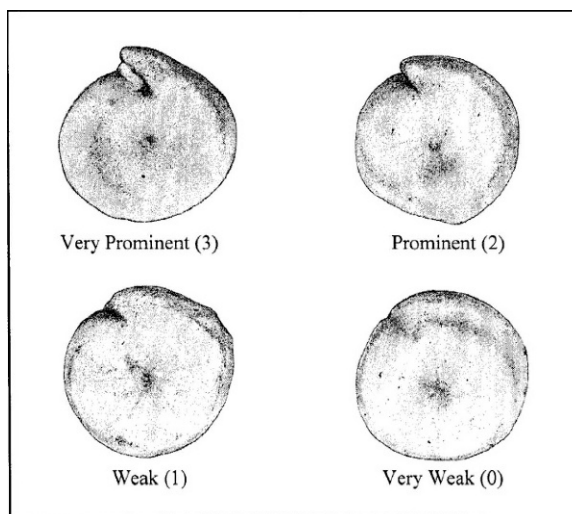 Very Prominent (3)
Prominent (2)
Weak (1)
Very Weak (0)